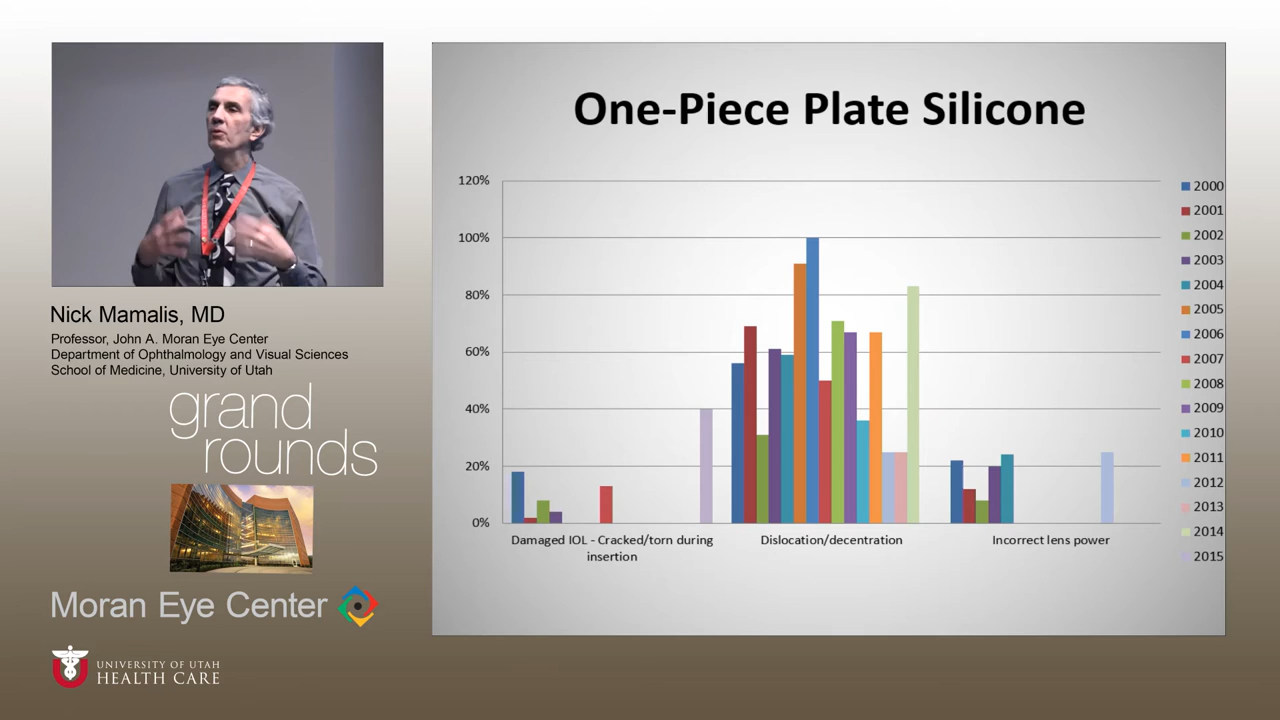 One-Piece Plate Silicone
120%
100%
80%
60%
40%
20%
0%
Damaged IOL - Cracked/torn during
insertion
Dislocation/decentration
Incorrect lens power
2000
2001
2002
2003
2004
2005
2006
2007
2008
2009
2010
2011
2012
2013
2014
2015
Nick Mamalis, MD
Professor, John A. Moran Eye Center
Department of Ophthalmology and Visual Sciences
School of Medicine, University of Utah
grand
rounds
Moran Eye Center
UNIVERSITY OF UTAH
HEALTH CARE